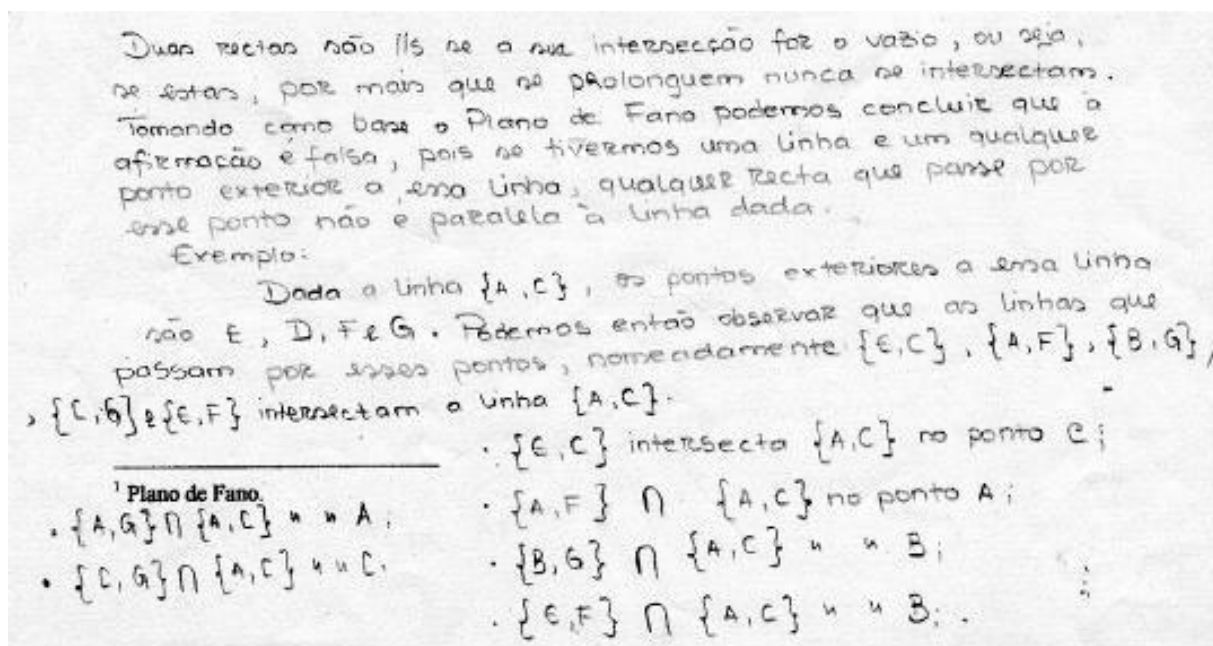 Duas rectas são //s se a sua intersecção for o vazio, ou seja,
se estas, por mais que se prolonguem nunca se intersectam.
Tomando como base o Plano de Fano podemos concluir que a
afirmação é falsa, pois se tivermos uma linha e um qualquer
ponto exterior a essa linha, qualquer recta que passe por
esse ponto não é paralela à linha dada.
Exemplo:
Dada a linha {A,C}, os pontos exteriores a essa linha
são E, D, F e G. Podemos então observar que as linhas que
passam por esses pontos, nomeadamente {E,C}, {A,F}, {B,G},
, {C,G} e {E,F} intersectam a linha {A,C}.
· {E,C} intersecta {A,C} no ponto C;
· {A,F} ∩ {A,C} no ponto A;
· {B,G} ∩ {A,C} " " B;
· {E,F} ∩ {A,C} " " B; .
¹ Plano de Fano.
· {A,G} ∩ {A,C} " " A;
· {C,G} ∩ {A,C} " " C.